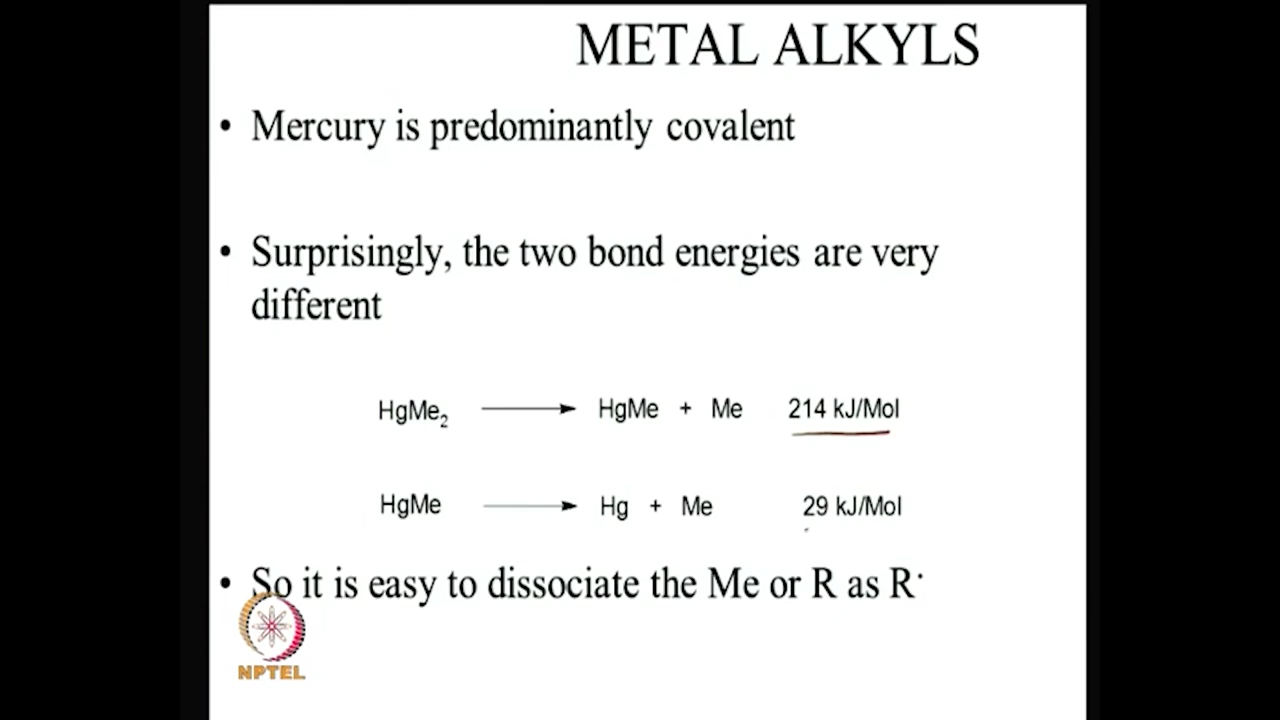 METAL ALKYLS
• Mercury is predominantly covalent
• Surprisingly, the two bond energies are very
different
HgMe₂ ⟶ HgMe + Me 214 kJ/Mol
HgMe ⟶ Hg + Me 29 kJ/Mol
• So it is easy to dissociate the Me or R as R˙
NPTEL